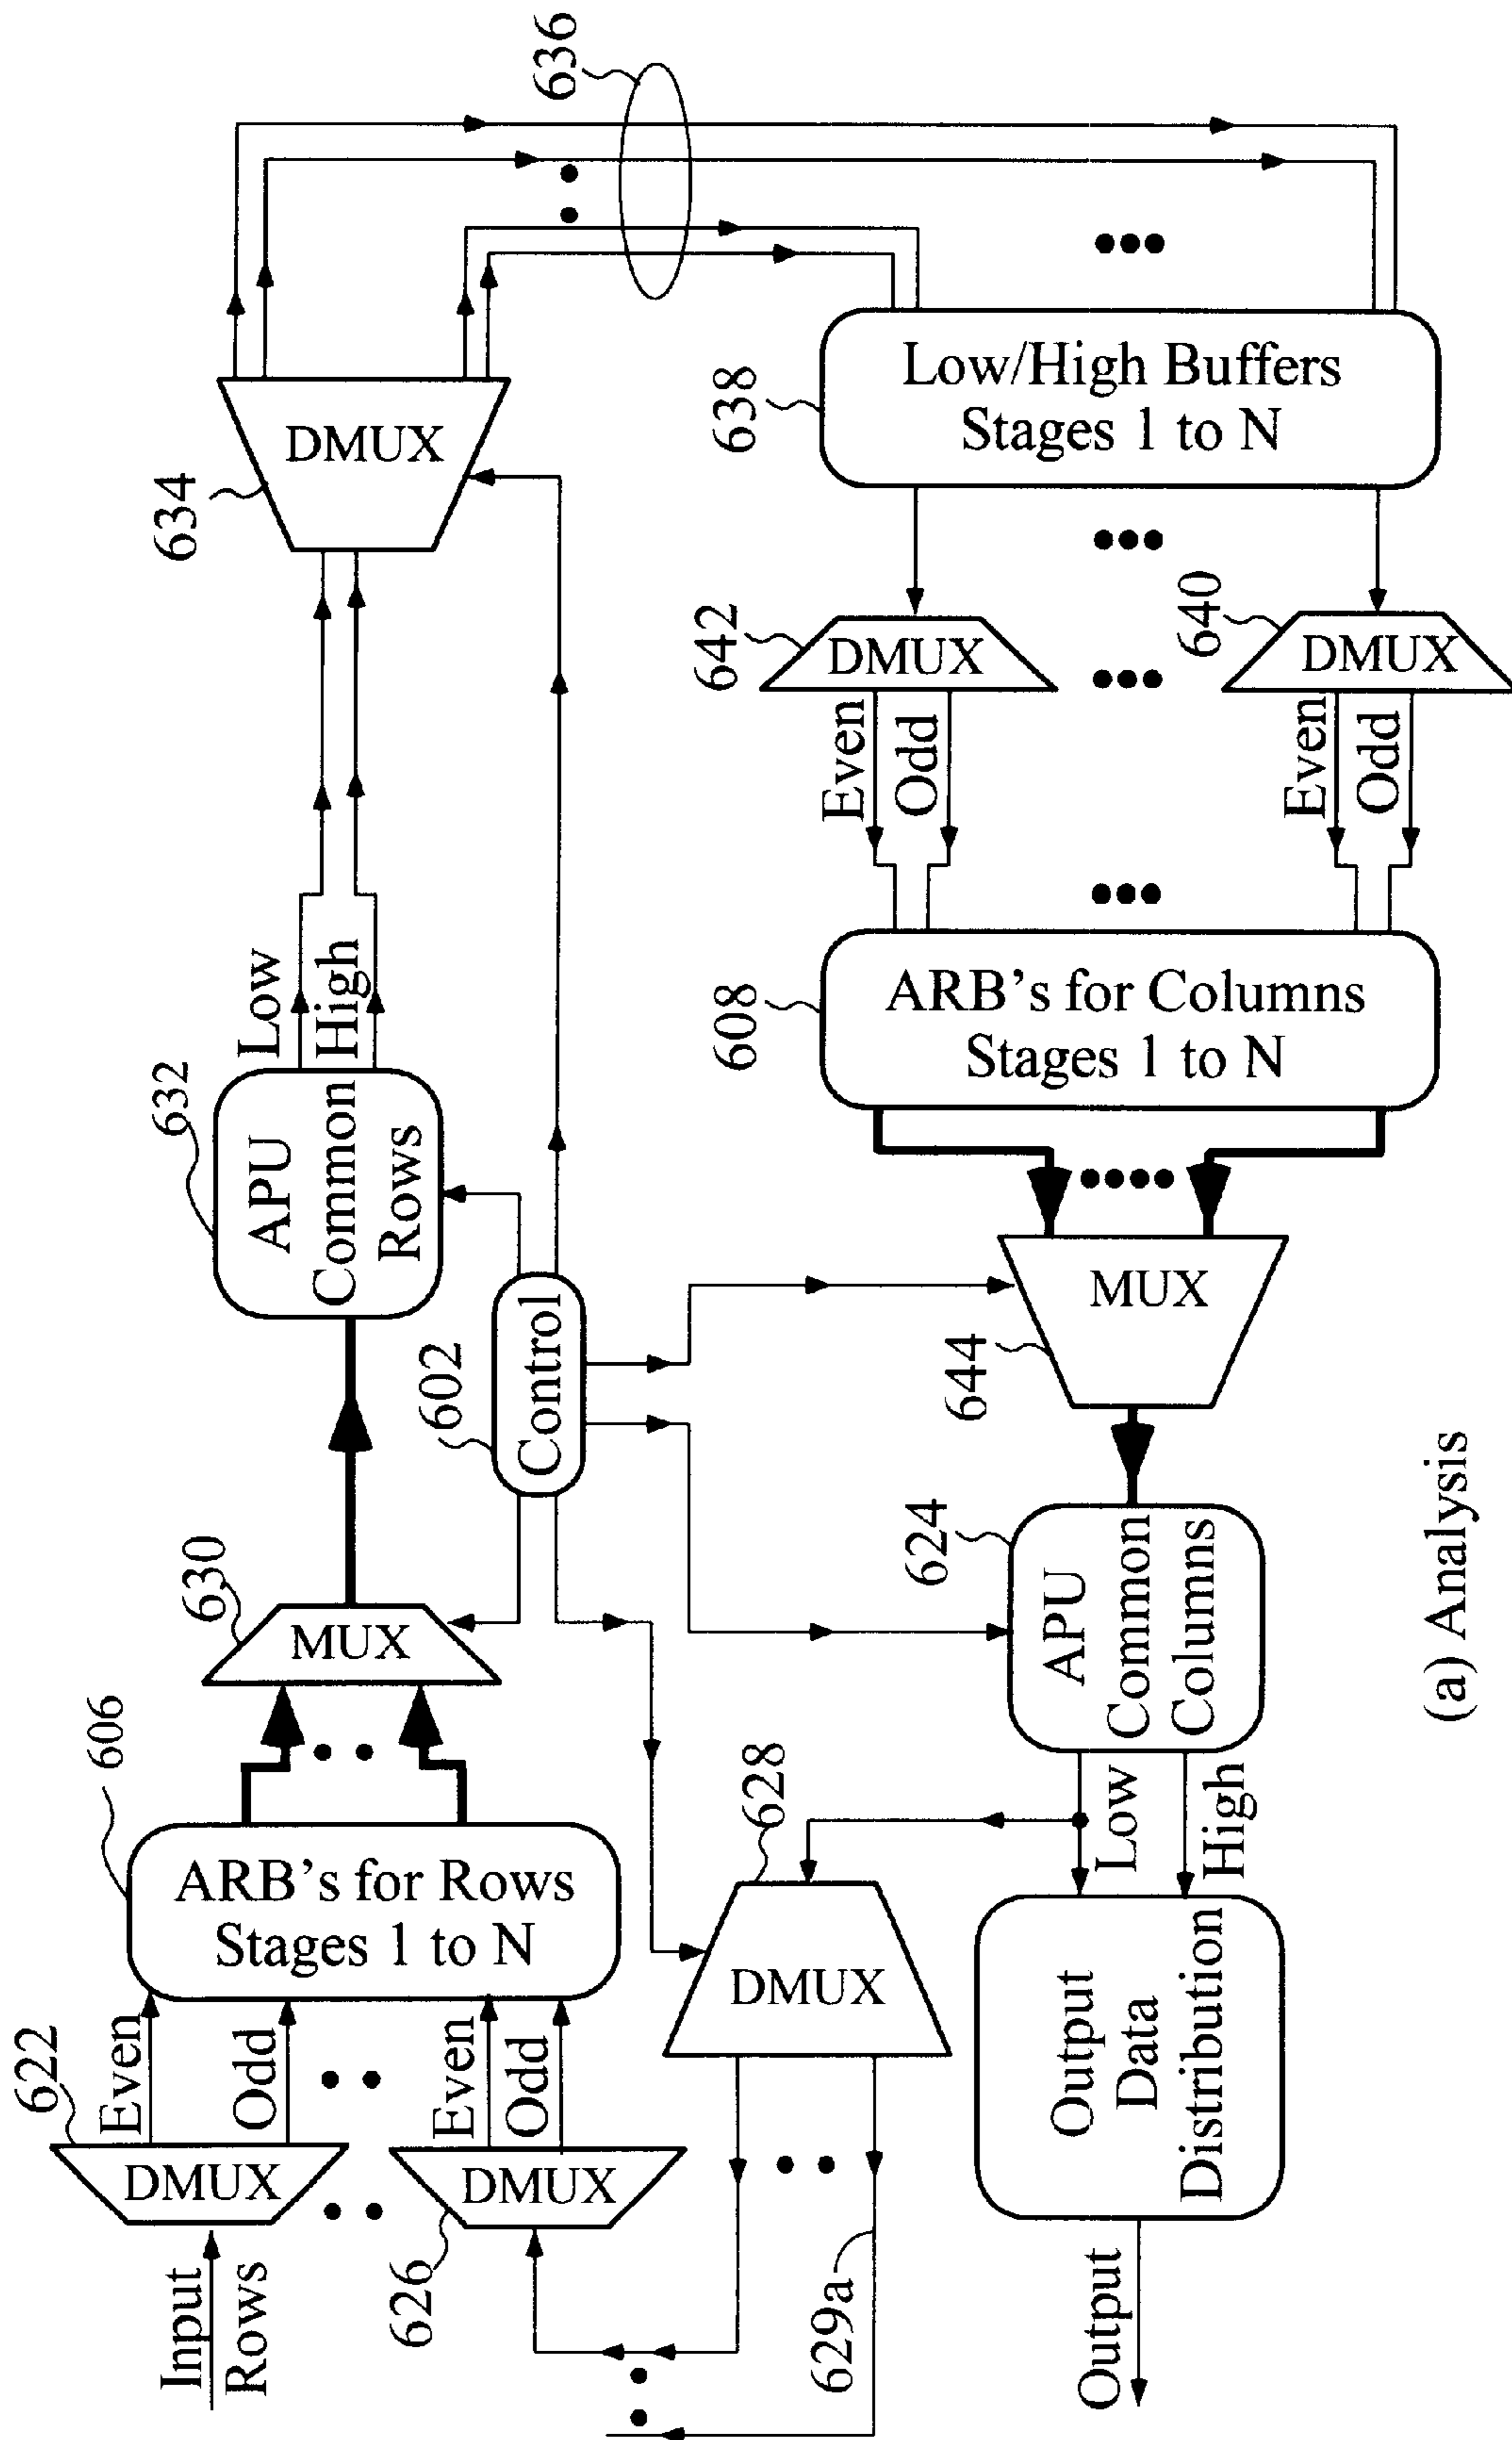 Input
Rows
622
DMUX
Even
Odd
626
DMUX
Even
Odd
606
ARB's for Rows
Stages 1 to N
630
MUX
632
APU
Common
Rows
Low
High
634
DMUX
636
602
Control
629a
628
DMUX
638
Low/High Buffers
Stages 1 to N
642
DMUX
Even
Odd
640
DMUX
Even
Odd
608
ARB's for Columns
Stages 1 to N
644
MUX
624
APU
Common
Columns
Low
High
Output
Data
Distribution
Output
(a) Analysis